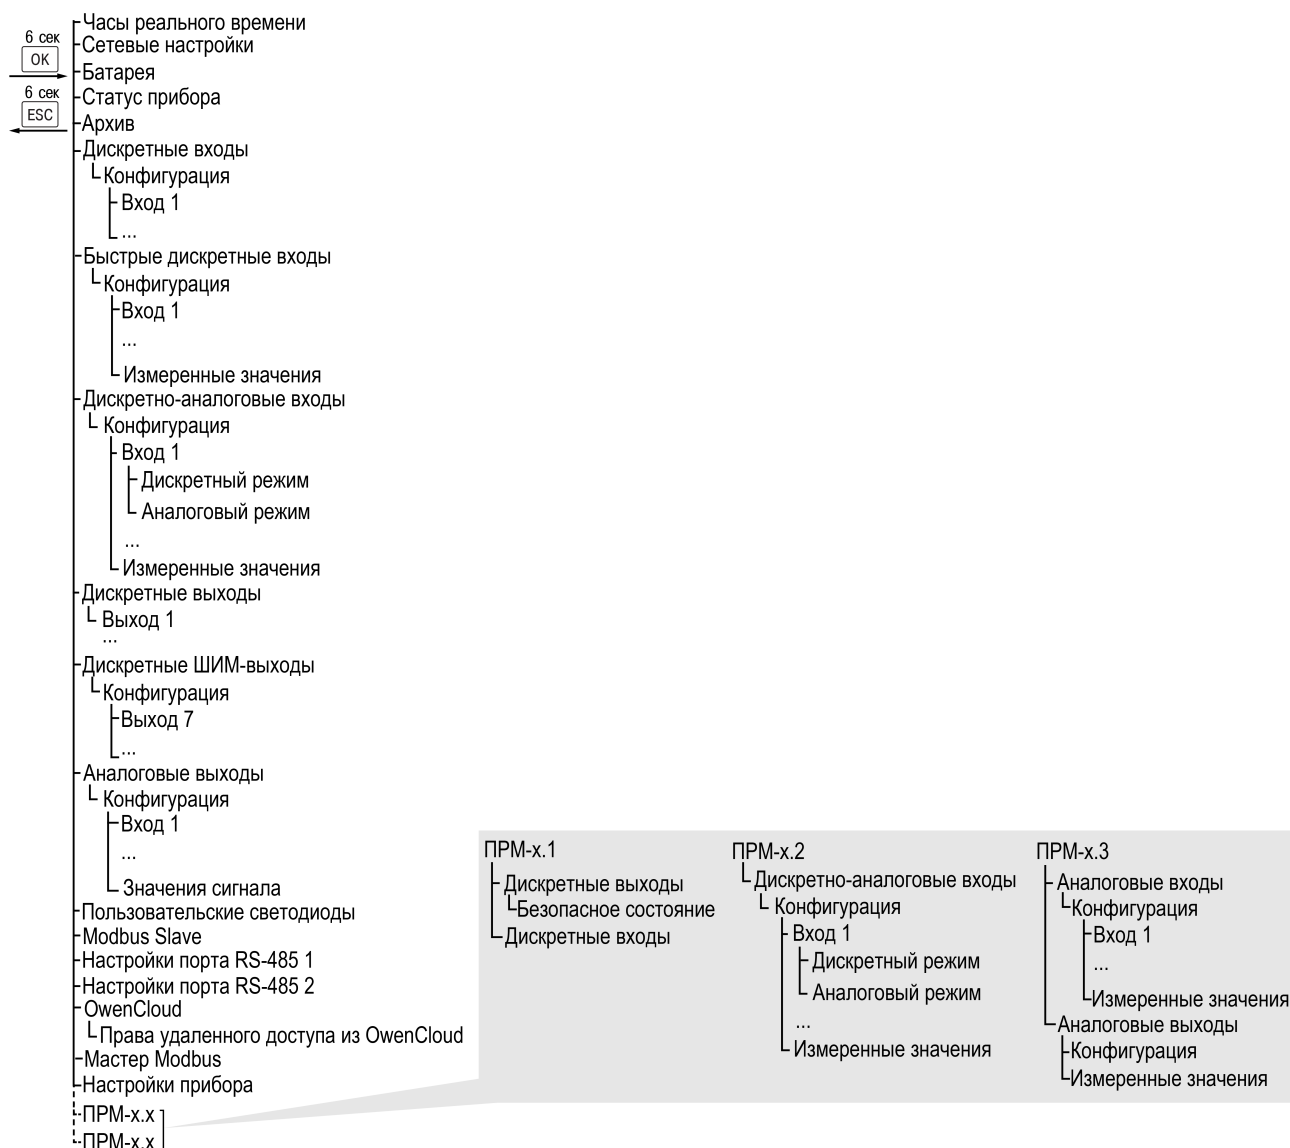 6 сек
OK
6 сек
ESC
Часы реального времени
Сетевые настройки
Батарея
Статус прибора
Архив
Дискретные входы
Конфигурация
Вход 1
...
Быстрые дискретные входы
Конфигурация
Вход 1
...
Измеренные значения
Дискретно-аналоговые входы
Конфигурация
Вход 1
Дискретный режим
Аналоговый режим
...
Измеренные значения
Дискретные выходы
Выход 1
...
Дискретные ШИМ-выходы
Конфигурация
Выход 7
...
Аналоговые выходы
Конфигурация
Вход 1
...
Значения сигнала
Пользовательские светодиоды
Modbus Slave
Настройки порта RS-485 1
Настройки порта RS-485 2
OwenCloud
Права удаленного доступа из OwenCloud
Мастер Modbus
Настройки прибора
ПРМ-х.х
ПРМ-х.х
ПРМ-х.1
Дискретные выходы
Безопасное состояние
Дискретные входы
ПРМ-х.2
Дискретно-аналоговые входы
Конфигурация
Вход 1
Дискретный режим
Аналоговый режим
...
Измеренные значения
ПРМ-х.3
Аналоговые входы
Конфигурация
Вход 1
...
Измеренные значения
Аналоговые выходы
Конфигурация
Измеренные значения